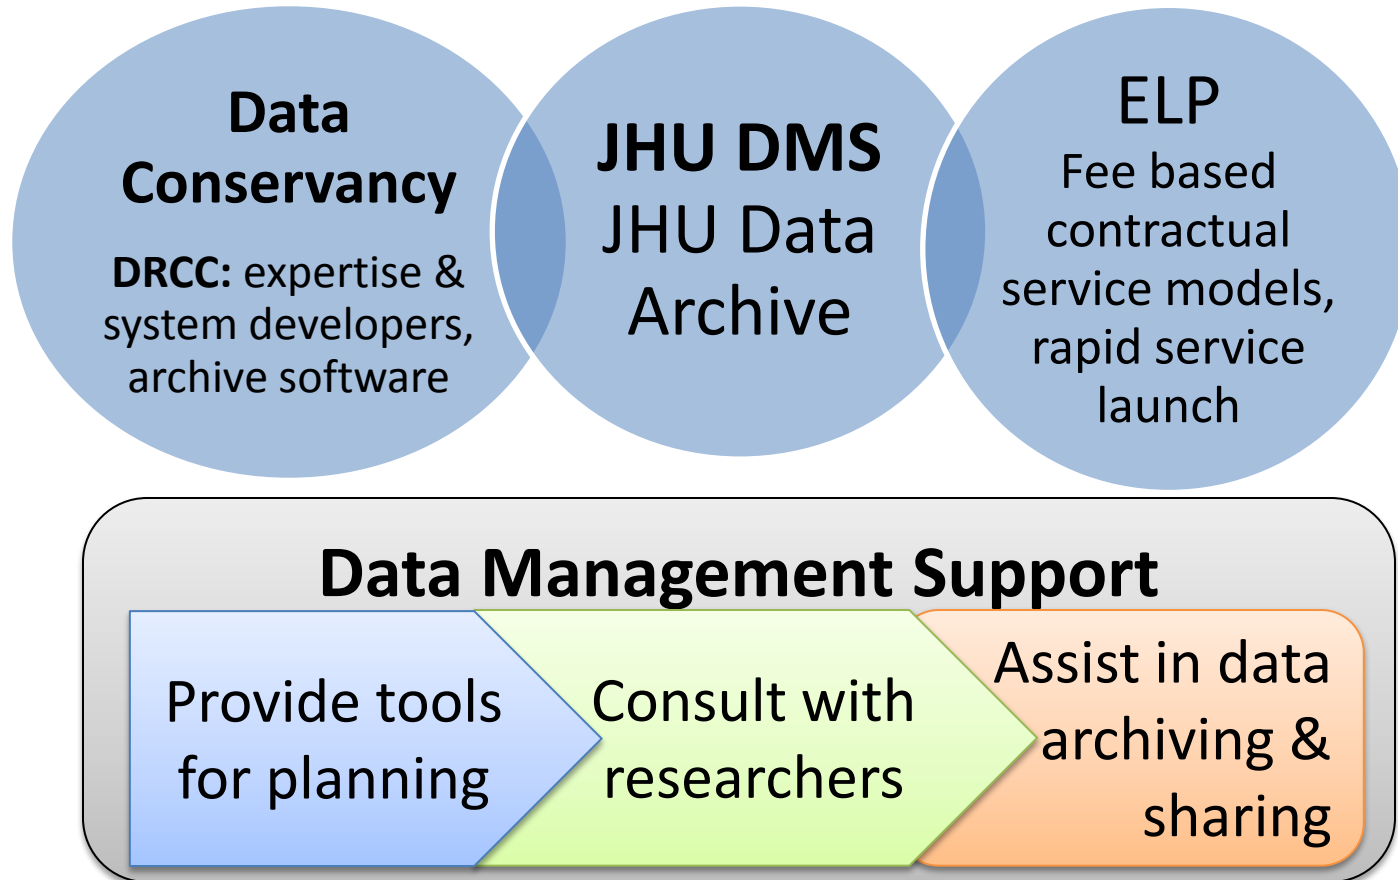 Data
Conservancy
DRCC: expertise &
system developers,
archive software
JHU DMS
JHU Data
Archive
ELP
Fee based
contractual
service models,
rapid service
launch
Data Management Support
Provide tools
for planning
Consult with
researchers
Assist in data
archiving &
sharing